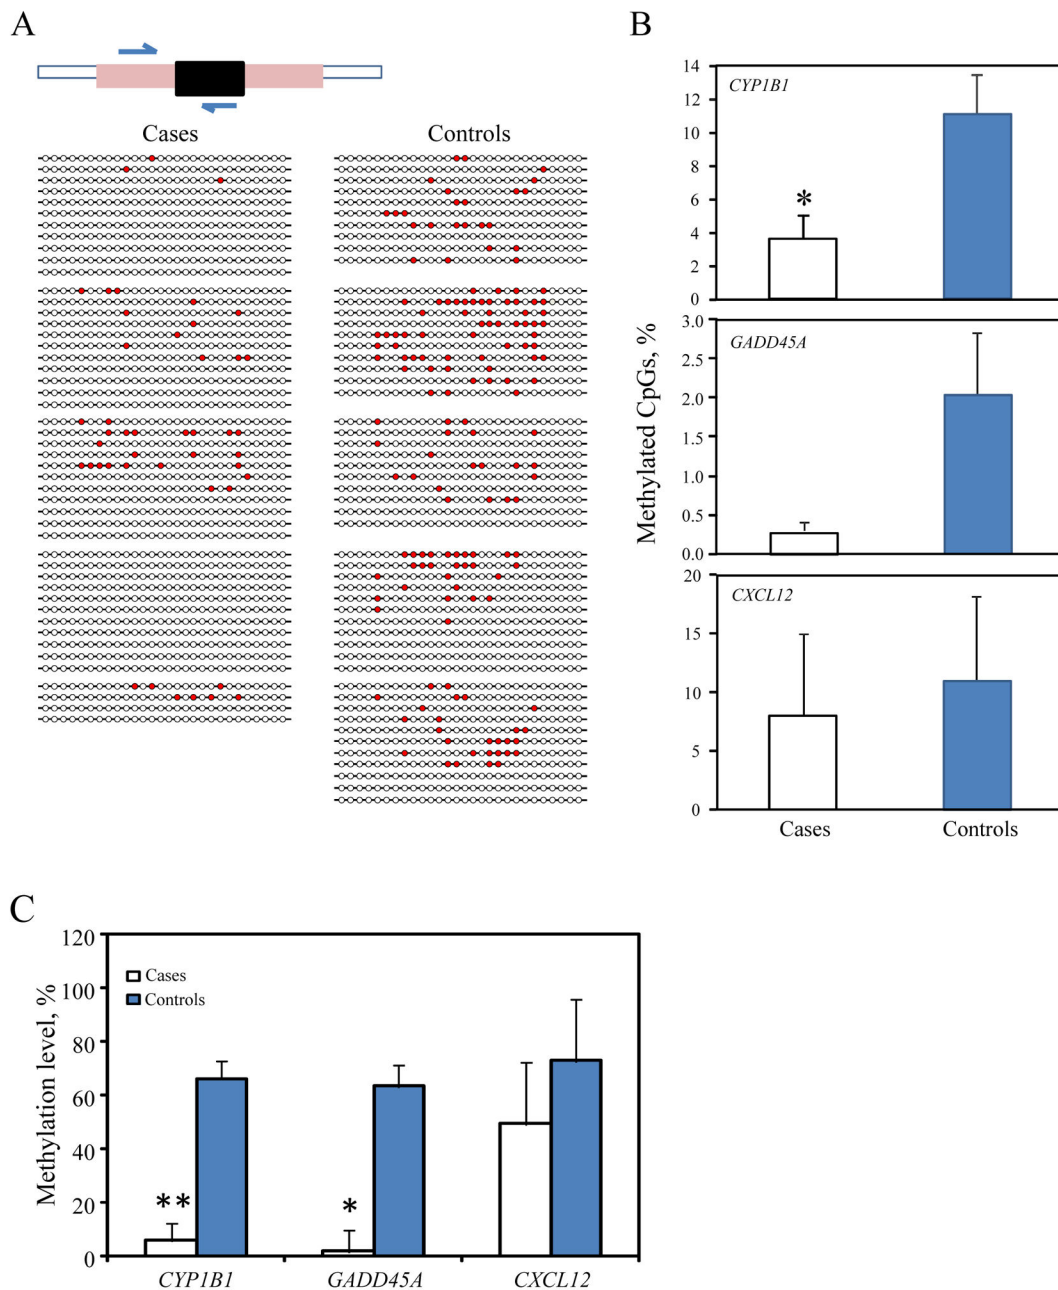 A
Cases
Controls
B
Methylated CpGs, %
CYP1B1
14
12
10
8
6
4
2
0
*
GADD45A
3.0
2.5
2.0
1.5
1.0
0.5
0.0
CXCL12
20
15
10
5
0
Cases
Controls
C
Methylation level, %
120
100
80
60
40
20
0
Cases
Controls
**
*
CYP1B1
GADD45A
CXCL12